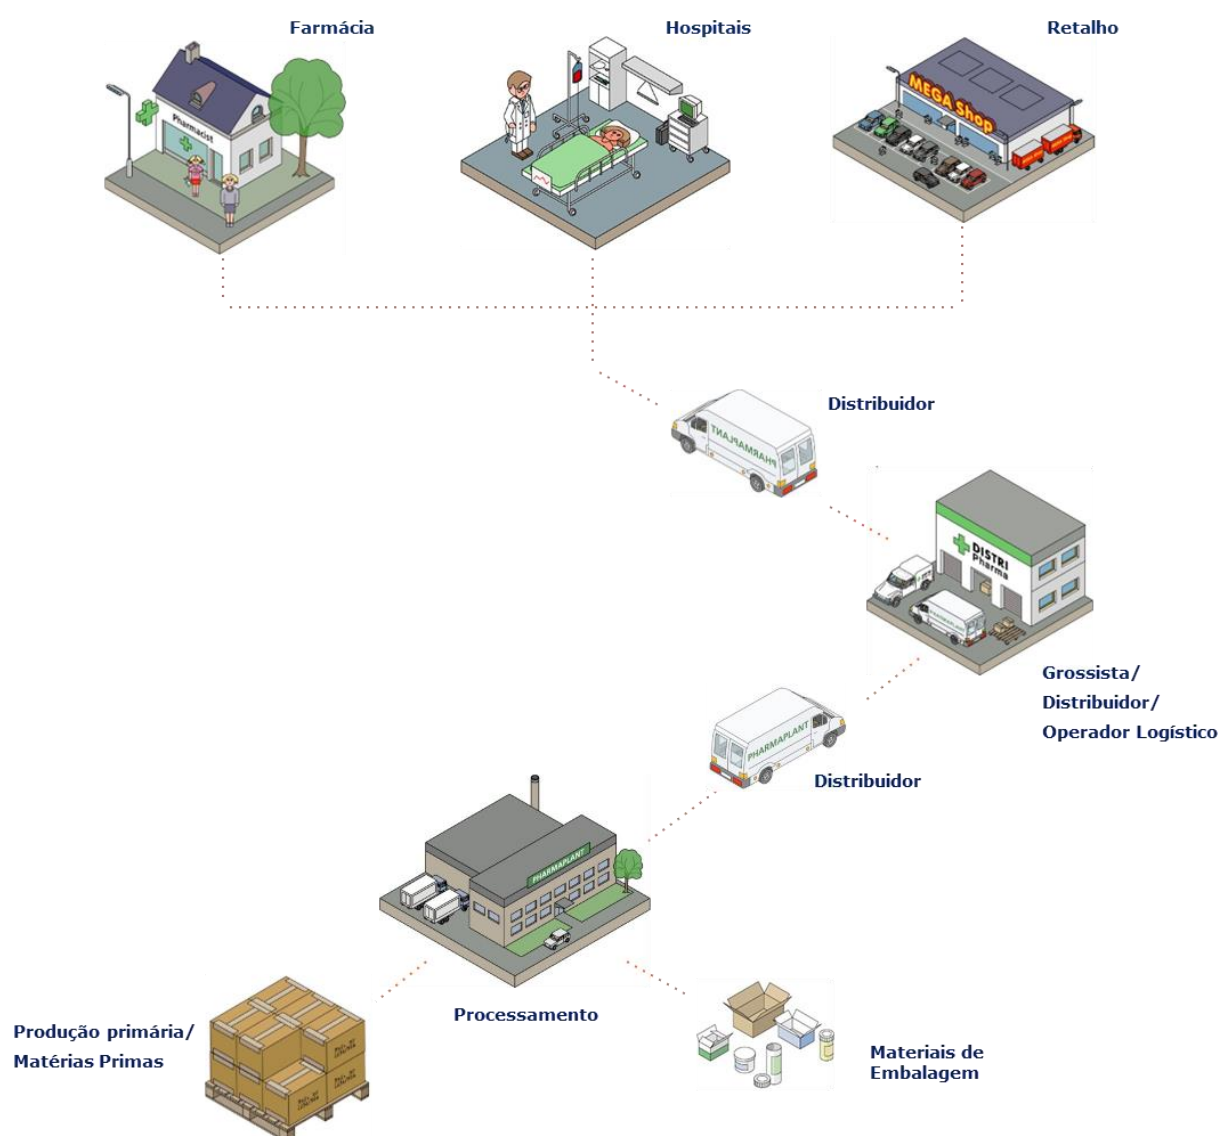 Farmácia
Hospitais
Retalho
Pharmacist
MEGA Shop
Distribuidor
PHARMAPLANT
DISTRI
Pharma
PHARMAPLANT
Grossista/
Distribuidor/
Operador Logístico
PHARMAPLANT
Distribuidor
PHARMAPLANT
Processamento
Produção primária/
Matérias Primas
Materiais de
Embalagem